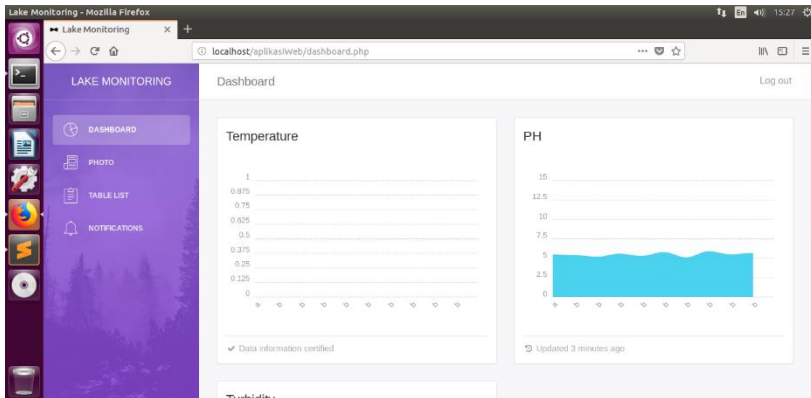 Lake Monitoring - Mozilla Firefox
En
15:27
Lake Monitoring
localhost/aplikasiweb/dashboard.php
LAKE MONITORING
Dashboard
Log out
DASHBOARD
PHOTO
TABLE LIST
NOTIFICATIONS
Temperature
1
0.875
0.75
0.625
0.5
0.375
0.25
0.125
0
Data information certified
PH
15
12.5
10
7.5
5
2.5
0
Updated 3 minutes ago
Turbidity